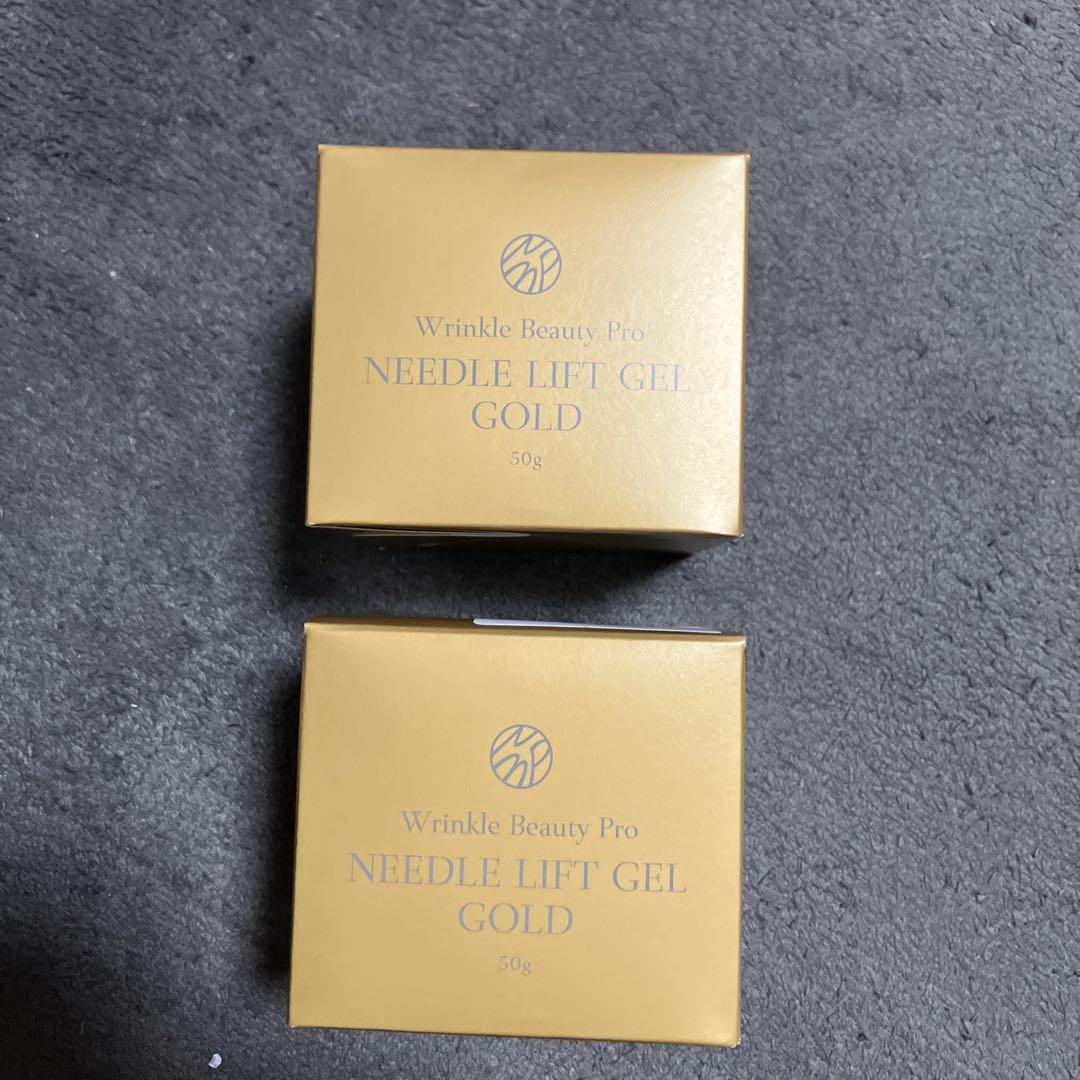 Wrinkle Beauty Pro
NEEDLE LIFT GEL
GOLD
50g
Wrinkle Beauty Pro
NEEDLE LIFT GEL
GOLD
50g